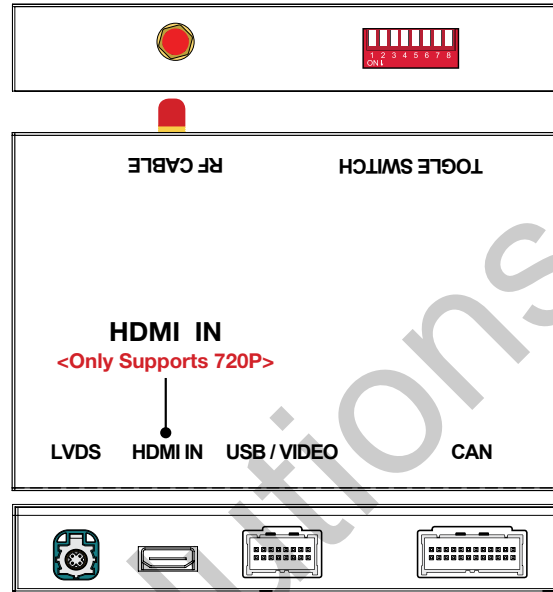 1 2 3 4 5 6 7 8
ON
RF CABLE
TOGLE SWITCH
HDMI IN
<Only Supports 720P>
LVDS
HDMI IN
USB / VIDEO
CAN
utions